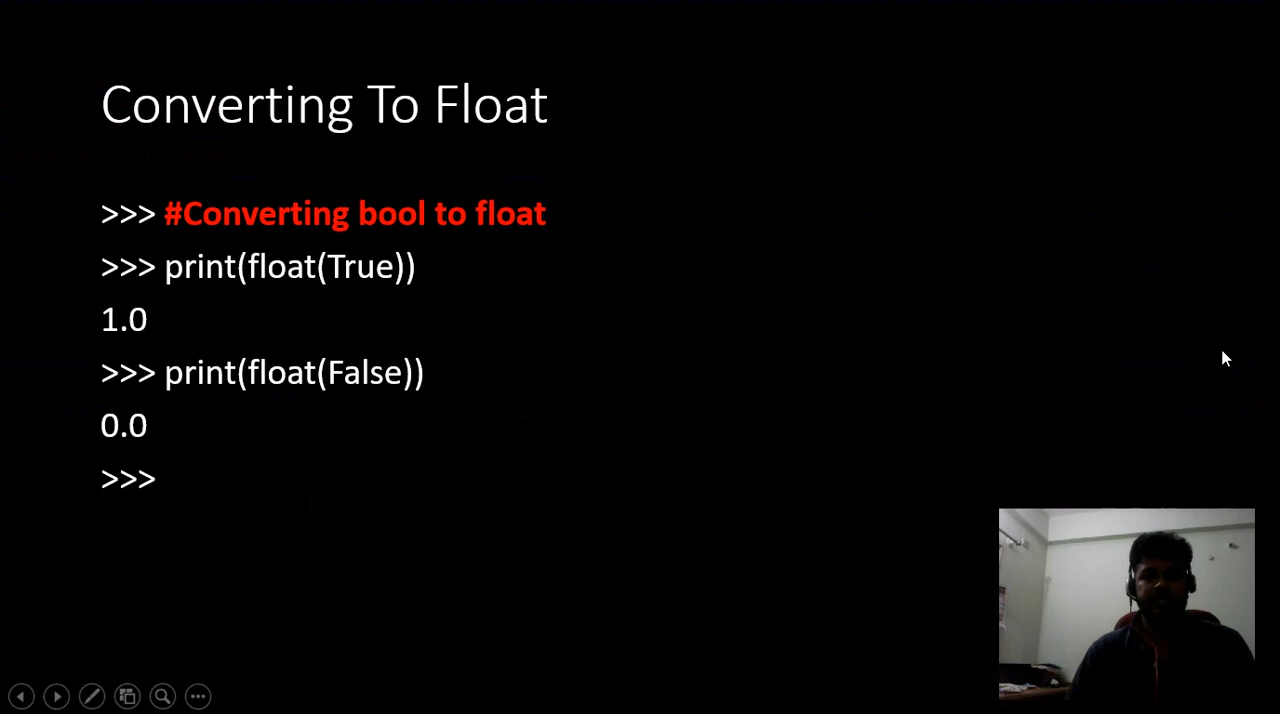 Converting To Float
>>> #Converting bool to float
>>> print(float(True))
1.0
>>> print(float(False))
0.0
>>>